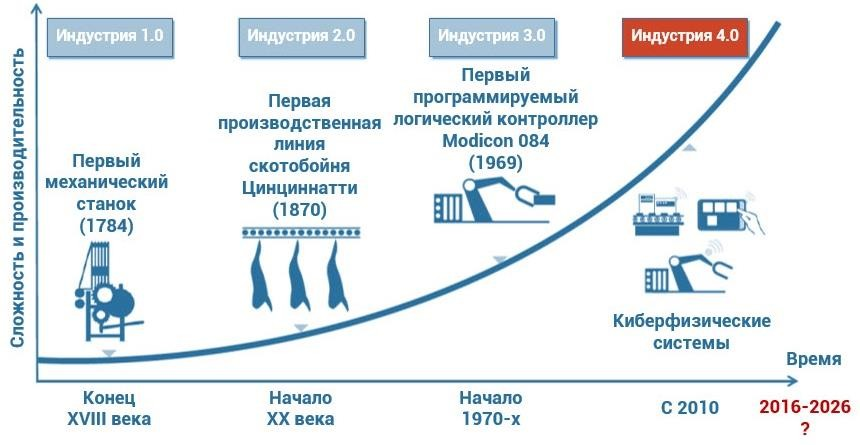 Индустрия 1.0
Индустрия 2.0
Индустрия 3.0
Индустрия 4.0
Сложность и производительность
Первый
механический
станок
(1784)
Первая
производственная
линия
скотобойня
Цинциннатти
(1870)
Первый
программируемый
логический контроллер
Modicon 084
(1969)
Киберфизические
системы
Время
Конец
XVIII века
Начало
XX века
Начало
1970-х
С 2010
2016-2026
?